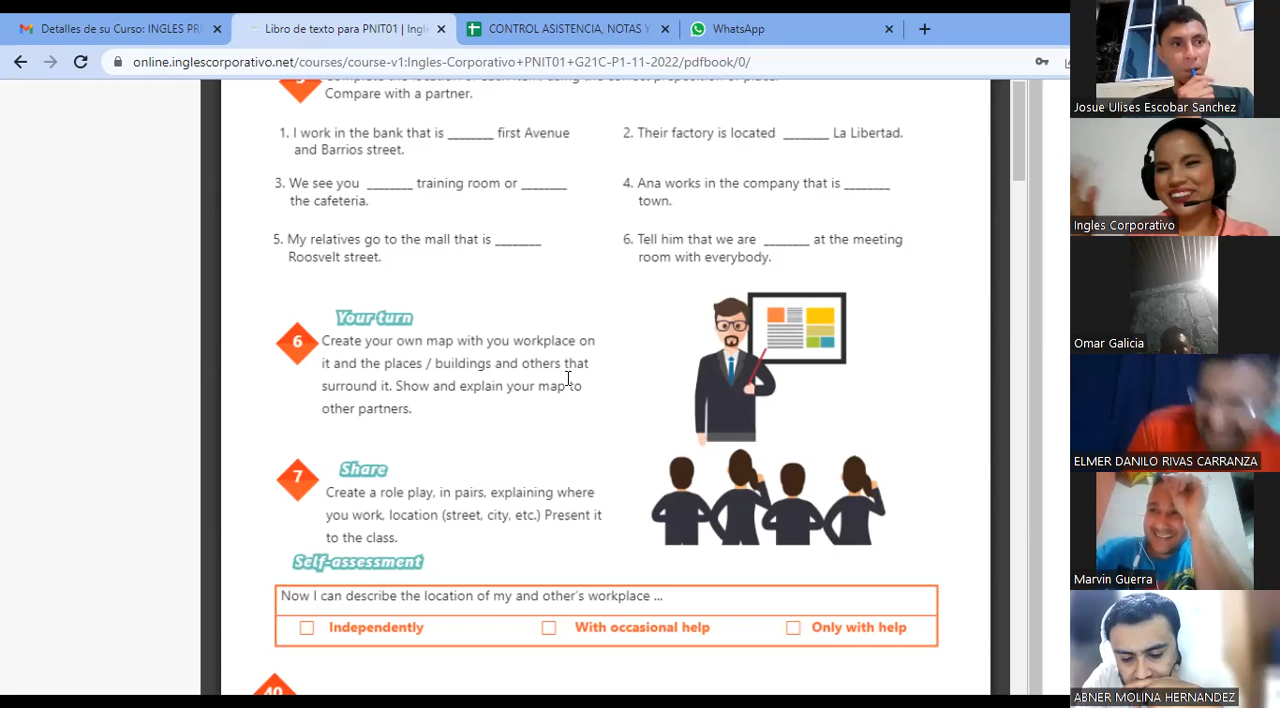 Detalles de su Curso: INGLES PRI
Libro de texto para PNIT01 | Ingle
CONTROL ASISTENCIA, NOTAS Y
WhatsApp
online.inglescorporativo.net/courses/course-v1:Ingles-Corporativo+PNIT01+G21C-P1-11-2022/pdfbook/0/
Compare with a partner.
1. I work in the bank that is ________ first Avenue
and Barrios street.
2. Their factory is located ________ La Libertad.
3. We see you ________ training room or ________
the cafeteria.
4. Ana works in the company that is ________
town.
5. My relatives go to the mall that is ________
Roosvelt street.
6. Tell him that we are ________ at the meeting
room with everybody.
6
Your turn
Create your own map with you workplace on
it and the places / buildings and others that
surround it. Show and explain your map to
other partners.
7
Share
Create a role play, in pairs, explaining where
you work, location (street, city, etc.) Present it
to the class.
Self-assessment
Now I can describe the location of my and other's workplace ...
Independently
With occasional help
Only with help
40
Josue Ulises Escobar Sanchez
Ingles Corporativo
Omar Galicia
ELMER DANILO RIVAS CARRANZA
Marvin Guerra
ABNER MOLINA HERNANDEZ